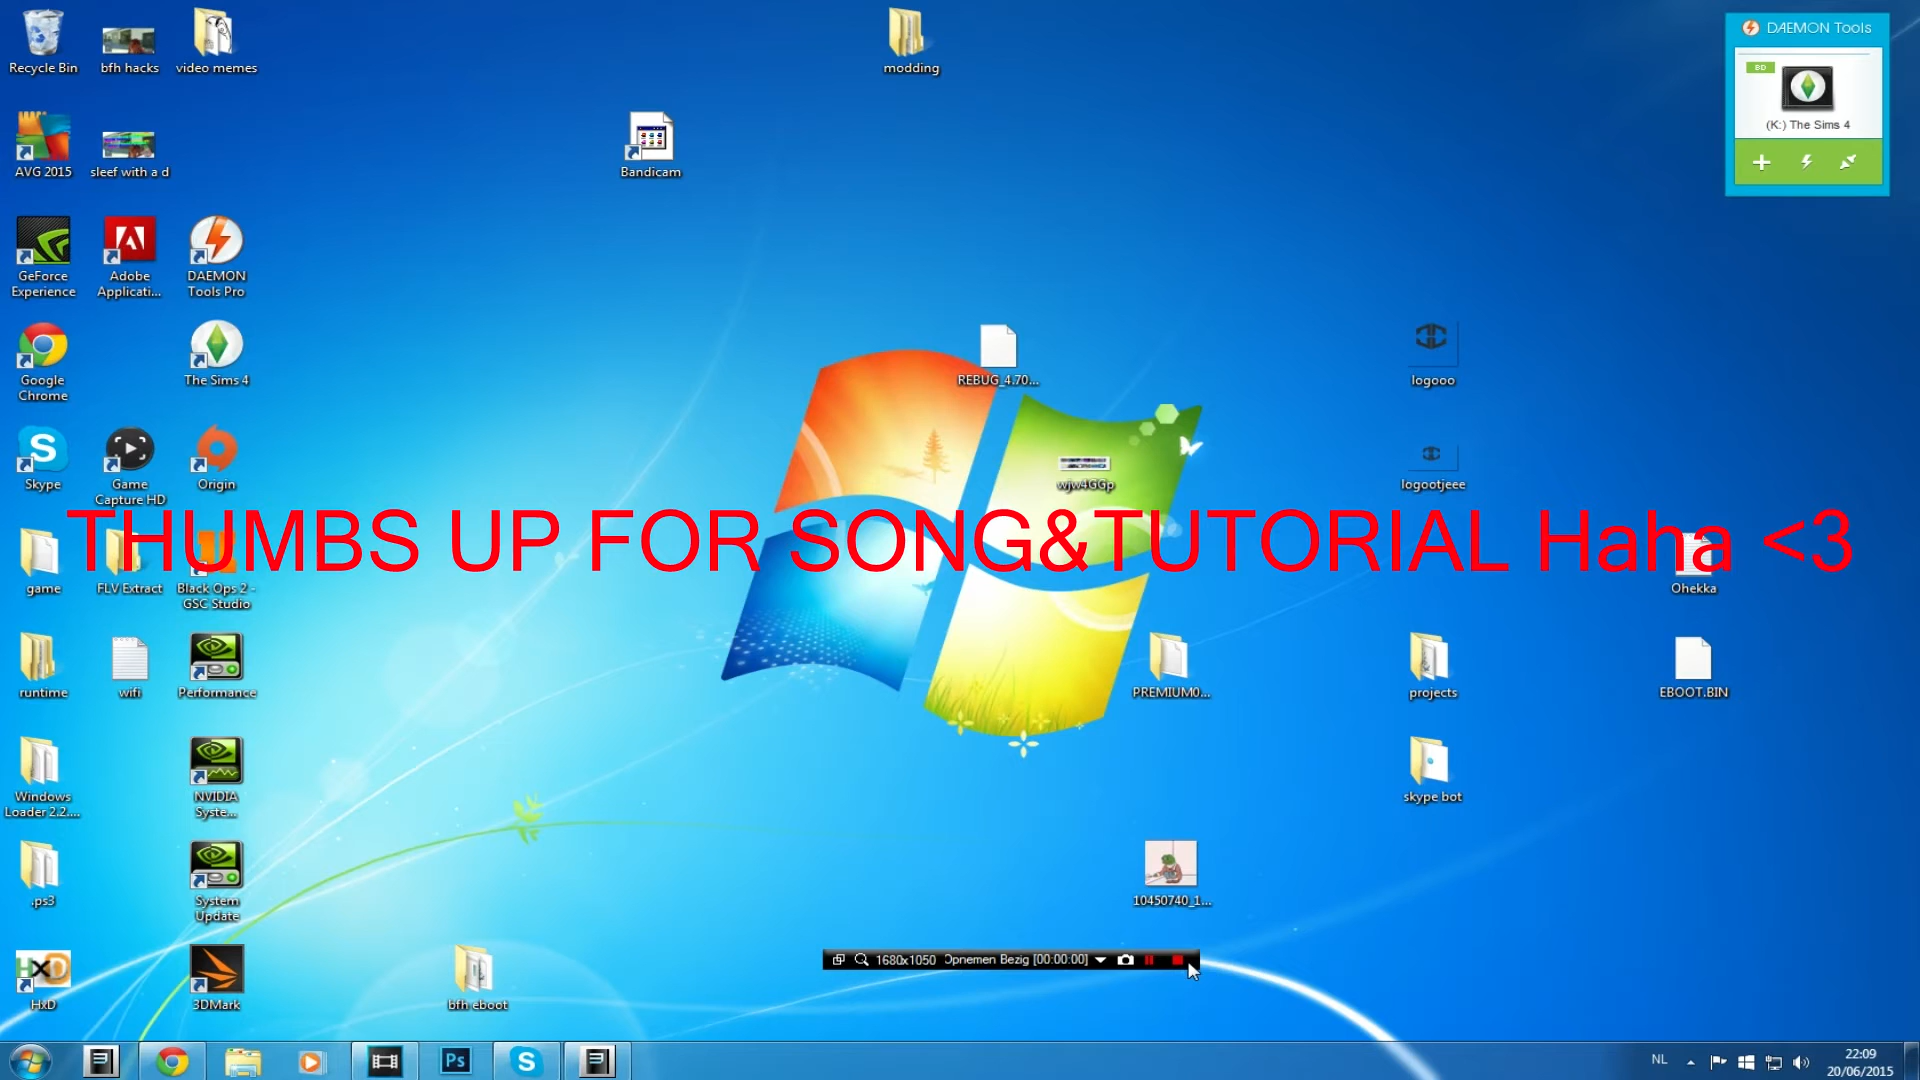 Recycle Bin
bfh hacks
video memes
modding
DAEMON Tools
BD
(K:) The Sims 4
AVG 2015
sleef with a d
Bandicam
GeForce
Experience
Adobe
Applicati...
DAEMON
Tools Pro
Google
Chrome
The Sims 4
REBUG_4.70...
logooo
Skype
Game
Capture HD
Origin
wjw4GGp
logootjeee
THUMBS UP FOR SONG&TUTORIAL Haha <3
game
FLV Extract
Black Ops 2 -
GSC Studio
Ohekka
runtime
wifi
Performance
PREMIUM0...
projects
EBOOT.BIN
Windows
Loader 2.2....
NVIDIA
Syste...
skype bot
.ps3
System
Update
10450740_1...
HxD
HxD
3DMark
bfh eboot
1680x1050 Opnemen Bezig [00:00:00]
Ps
NL
22:09
20/06/2015